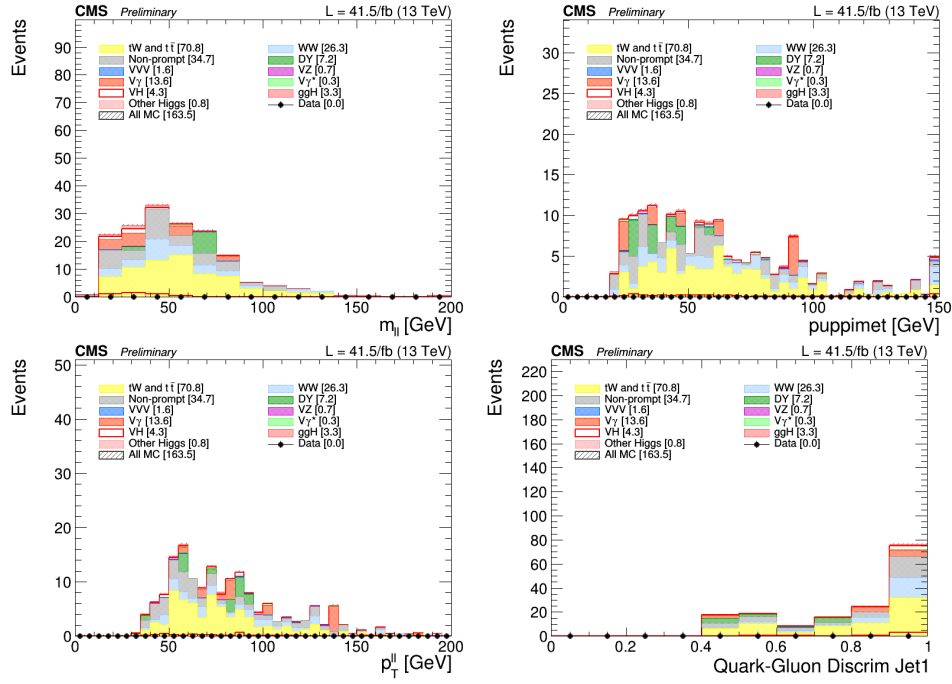 CMS Preliminary L = 41.5/fb (13 TeV)
Events
90
80
70
60
50
40
30
20
10
0
tW and tt̄ [70.8] WW [26.3]
Non-prompt [34.7] DY [7.2]
VVV [1.6] VZ [0.7]
Vγ [13.6] Vγ* [0.3]
VH [4.3] ggH [3.3]
Other Higgs [0.8] Data [0.0]
All MC [163.5]
0 50 100 150 200
m_ll [GeV]
CMS Preliminary L = 41.5/fb (13 TeV)
Events
30
25
20
15
10
5
0
tW and tt̄ [70.8] WW [26.3]
Non-prompt [34.7] DY [7.2]
VVV [1.6] VZ [0.7]
Vγ [13.6] Vγ* [0.3]
VH [4.3] ggH [3.3]
Other Higgs [0.8] Data [0.0]
All MC [163.5]
0 50 100 150
puppimet [GeV]
CMS Preliminary L = 41.5/fb (13 TeV)
Events
50
40
30
20
10
0
tW and tt̄ [70.8] WW [26.3]
Non-prompt [34.7] DY [7.2]
VVV [1.6] VZ [0.7]
Vγ [13.6] Vγ* [0.3]
VH [4.3] ggH [3.3]
Other Higgs [0.8] Data [0.0]
All MC [163.5]
0 50 100 150 200
p_T^ll [GeV]
CMS Preliminary L = 41.5/fb (13 TeV)
Events
220
200
180
160
140
120
100
80
60
40
20
0
tW and tt̄ [70.8] WW [26.3]
Non-prompt [34.7] DY [7.2]
VVV [1.6] VZ [0.7]
Vγ [13.6] Vγ* [0.3]
VH [4.3] ggH [3.3]
Other Higgs [0.8] Data [0.0]
All MC [163.5]
0 0.2 0.4 0.6 0.8 1
Quark-Gluon Discrim Jet1